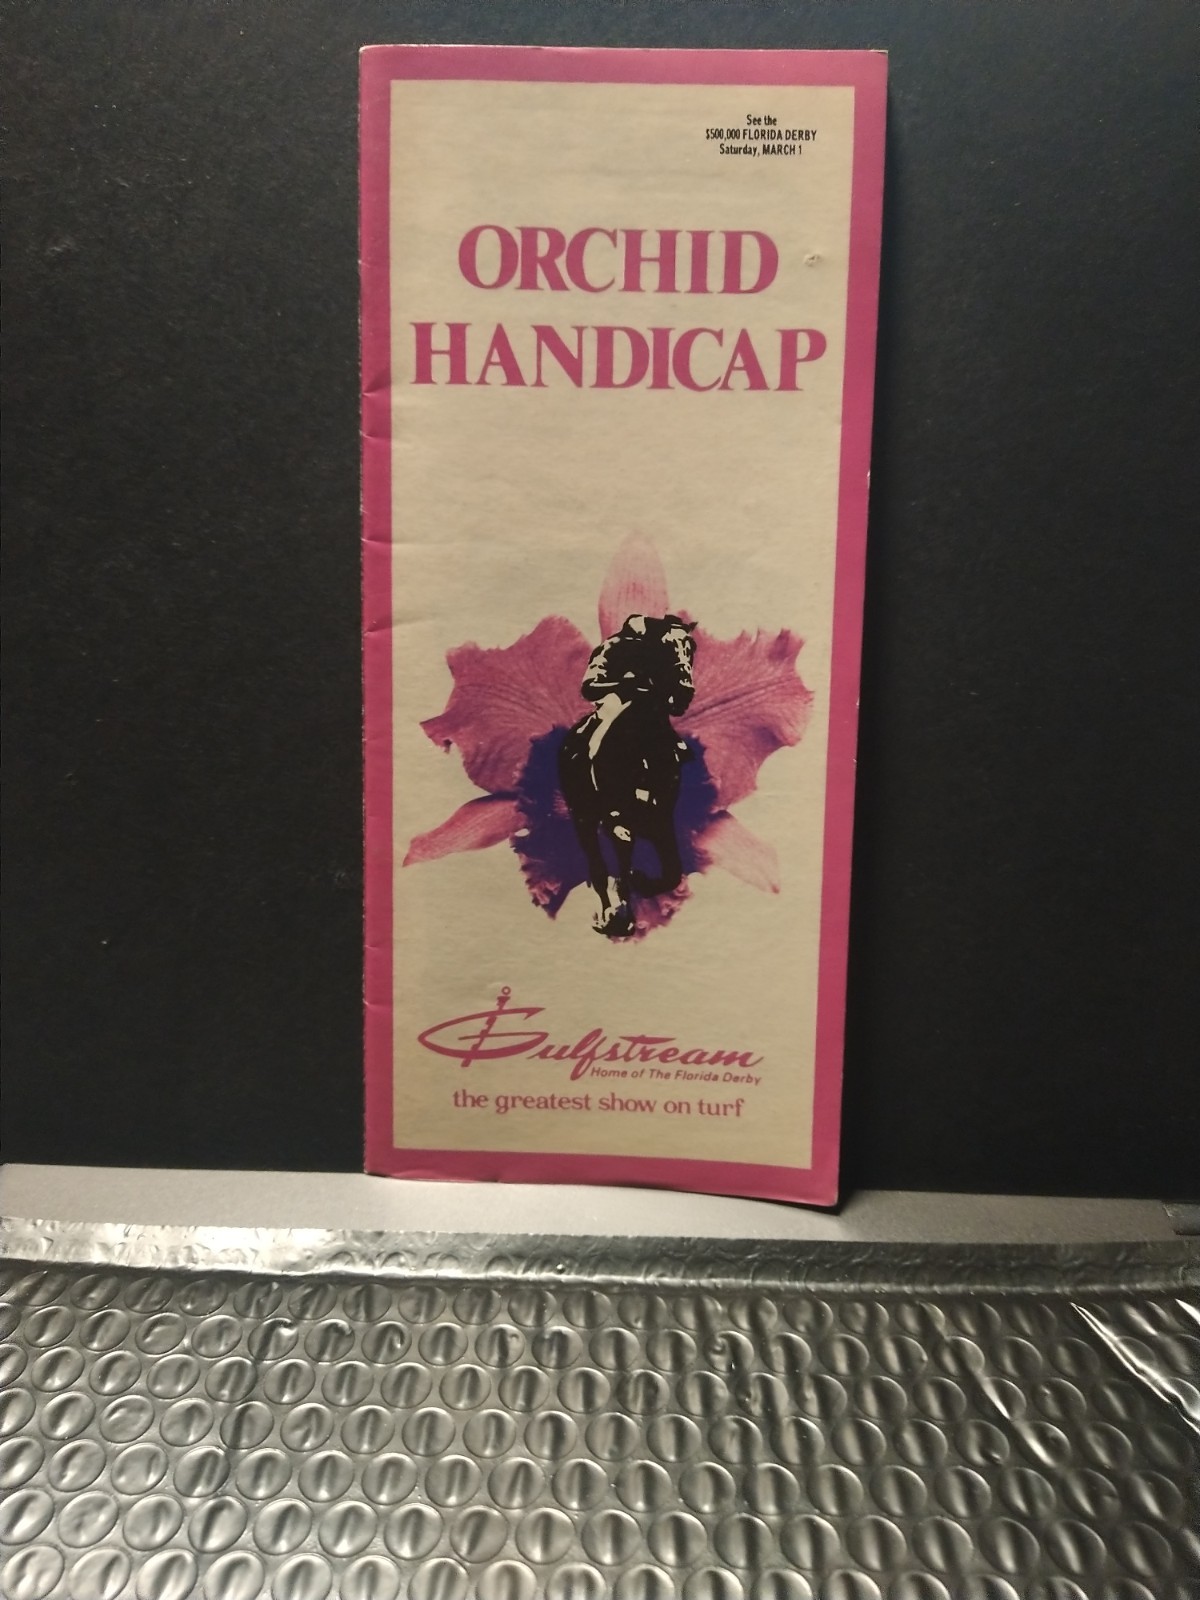 See the
$500,000 FLORIDA DERBY
Saturday, MARCH 1
ORCHID
HANDICAP
Gulfstream
Home of The Florida Derby
the greatest show on turf